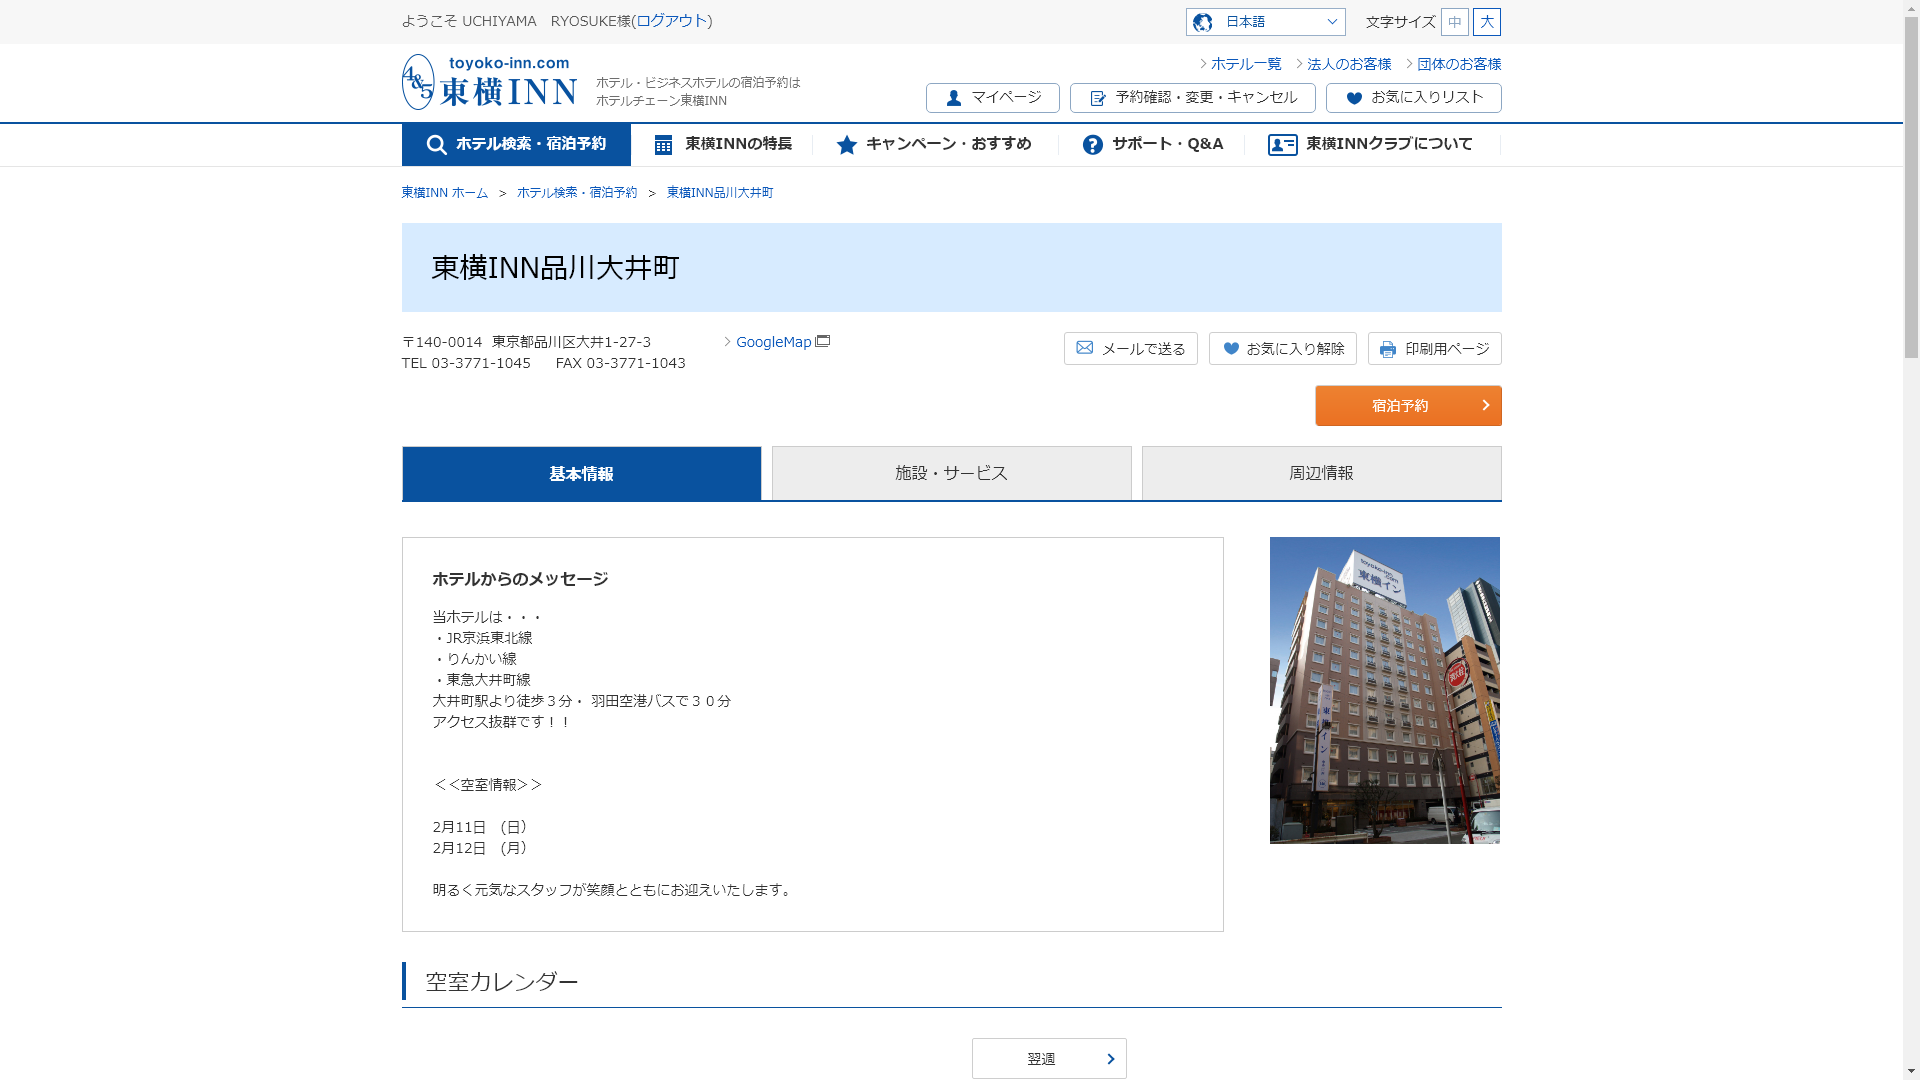 ようこそ UCHIYAMA　RYOSUKE様(ログアウト)
日本語
文字サイズ 中 大
toyoko-inn.com
4&5 東横INN
ホテル・ビジネスホテルの宿泊予約は
ホテルチェーン東横INN
ホテル一覧 法人のお客様 団体のお客様
マイページ 予約確認・変更・キャンセル お気に入りリスト
ホテル検索・宿泊予約 東横INNの特長 キャンペーン・おすすめ サポート・Q&A 東横INNクラブについて
東横INN ホーム > ホテル検索・宿泊予約 > 東横INN品川大井町
東横INN品川大井町
〒140-0014 東京都品川区大井1-27-3 GoogleMap
TEL 03-3771-1045 FAX 03-3771-1043
メールで送る お気に入り解除 印刷用ページ
宿泊予約
基本情報 施設・サービス 周辺情報
ホテルからのメッセージ
当ホテルは・・・
・JR京浜東北線
・りんかい線
・東急大井町線
大井町駅より徒歩３分・ 羽田空港バスで３０分
アクセス抜群です！！
＜＜空室情報＞＞
2月11日　(日）
2月12日　(月）
明るく元気なスタッフが笑顔とともにお迎えいたします。
toyoko-inn.com
東横イン
東横イン
空室カレンダー
翌週